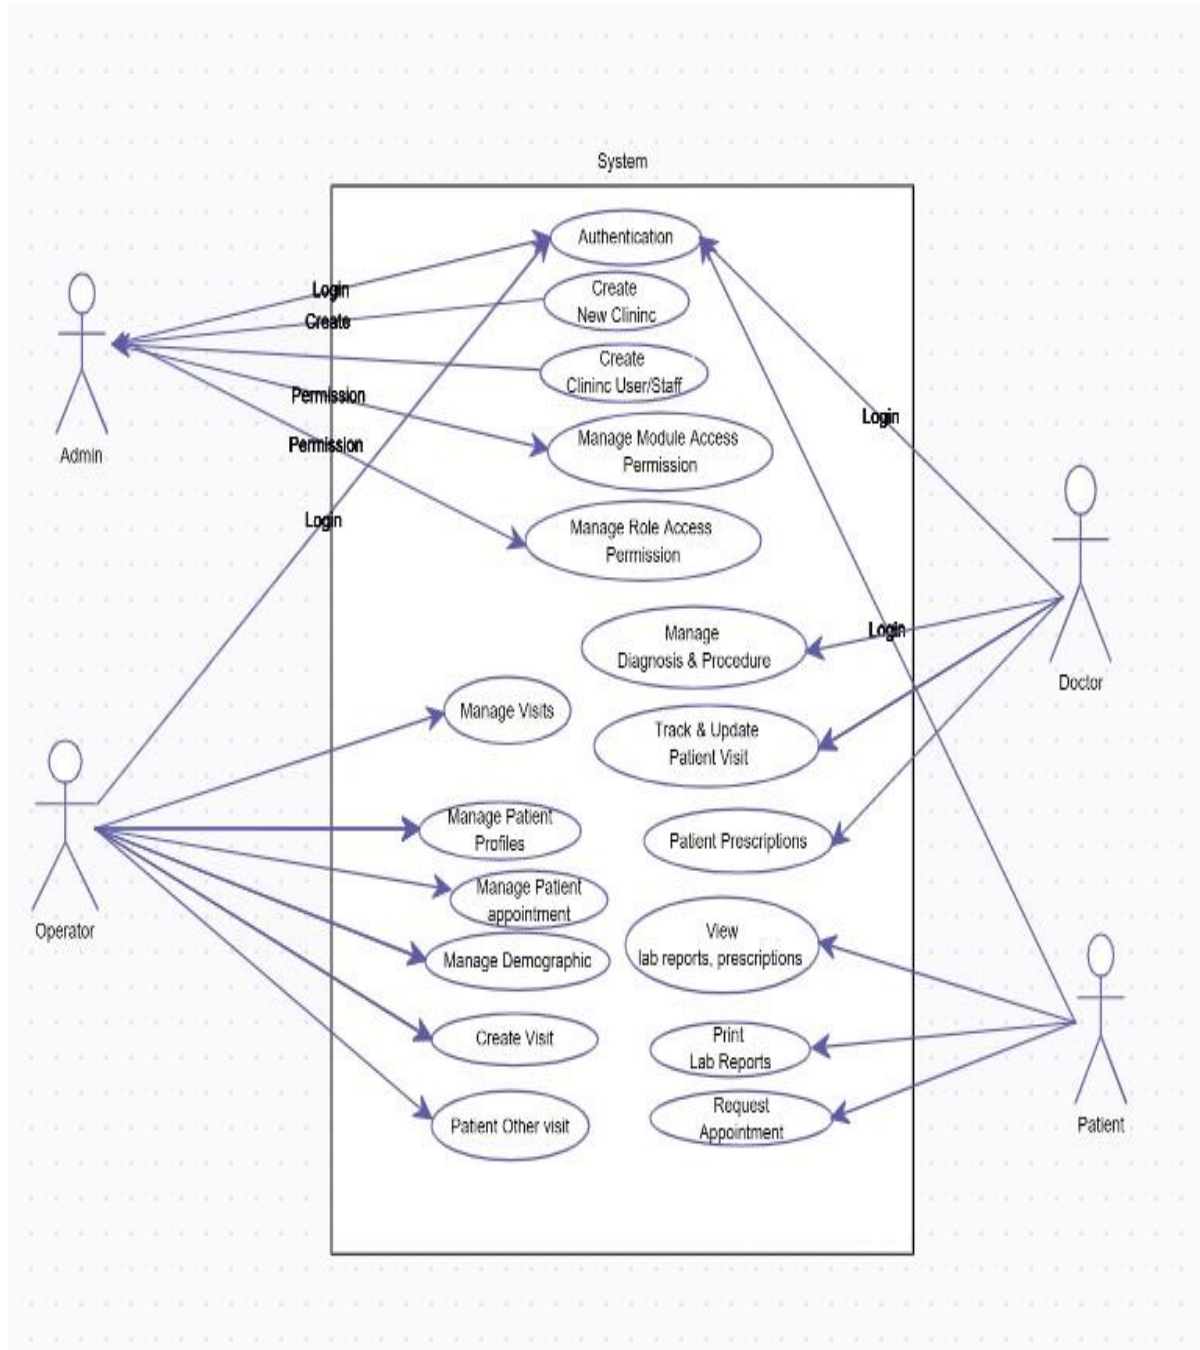 System
Authentication
Login
Create
New Clininc
Create
Create
Clininc User/Staff
Permission
Manage Module Access
Permission
Permission
Manage Role Access
Permission
Admin
Login
Login
Doctor
Login
Manage
Diagnosis & Procedure
Manage Visits
Track & Update
Patient Visit
Manage Patient
Profiles
Patient Prescriptions
Manage Patient
appointment
Operator
View
lab reports, prescriptions
Manage Demographic
Create Visit
Print
Lab Reports
Patient Other visit
Request
Appointment
Patient